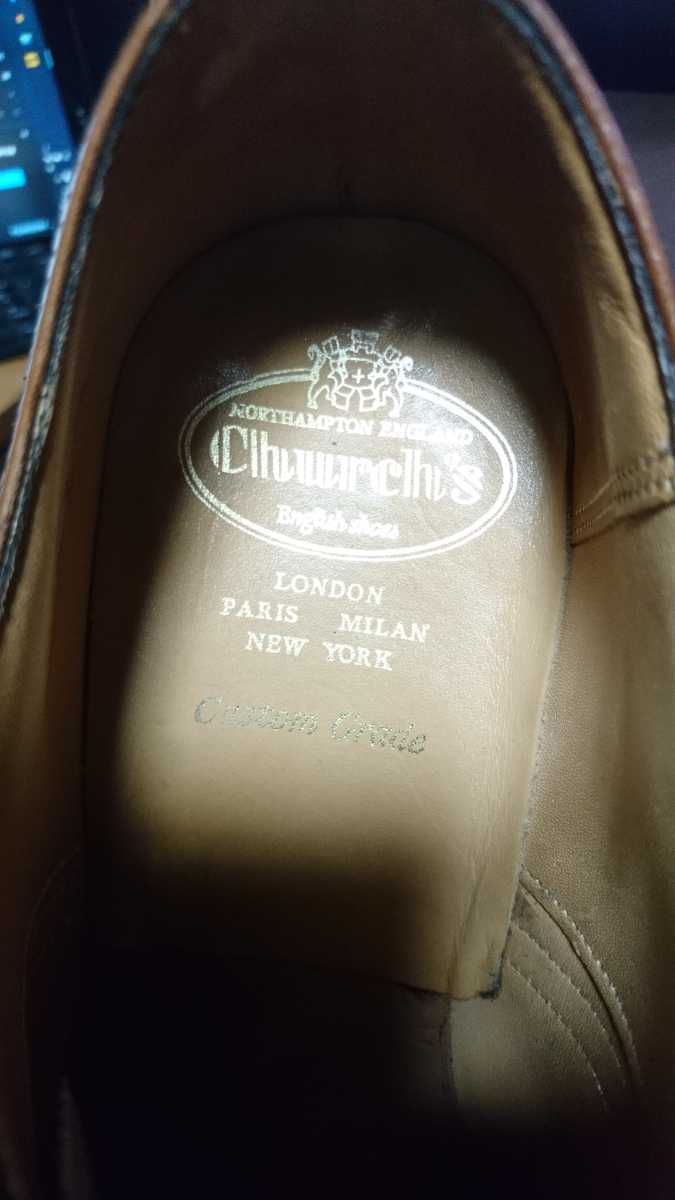 NORTHAMPTON ENGLAND
Church's
English shoes
LONDON
PARIS MILAN
NEW YORK
Custom Grade